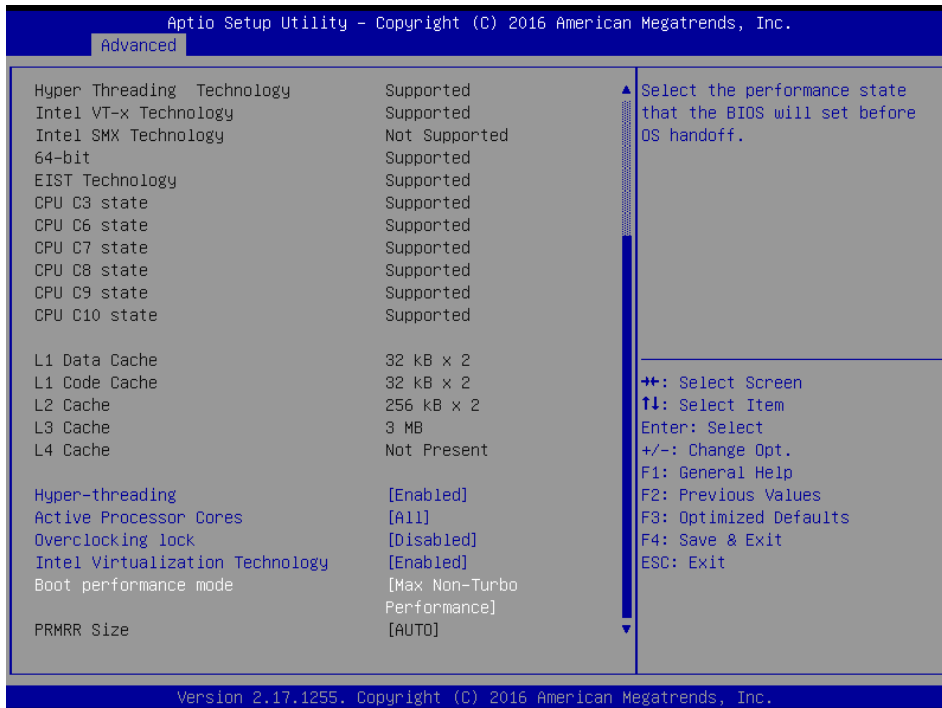 Aptio Setup Utility – Copyright (C) 2016 American Megatrends, Inc.
Advanced
Hyper Threading  Technology Supported
Intel VT-x Technology Supported
Intel SMX Technology Not Supported
64-bit Supported
EIST Technology Supported
CPU C3 state Supported
CPU C6 state Supported
CPU C7 state Supported
CPU C8 state Supported
CPU C9 state Supported
CPU C10 state Supported
L1 Data Cache 32 kB x 2
L1 Code Cache 32 kB x 2
L2 Cache 256 kB x 2
L3 Cache 3 MB
L4 Cache Not Present
Hyper-threading [Enabled]
Active Processor Cores [All]
Overclocking lock [Disabled]
Intel Virtualization Technology [Enabled]
Boot performance mode [Max Non-Turbo
Performance]
PRMRR Size [AUTO]
Select the performance state
that the BIOS will set before
OS handoff.
→←: Select Screen
↑↓: Select Item
Enter: Select
+/-: Change Opt.
F1: General Help
F2: Previous Values
F3: Optimized Defaults
F4: Save & Exit
ESC: Exit
Version 2.17.1255. Copyright (C) 2016 American Megatrends, Inc.